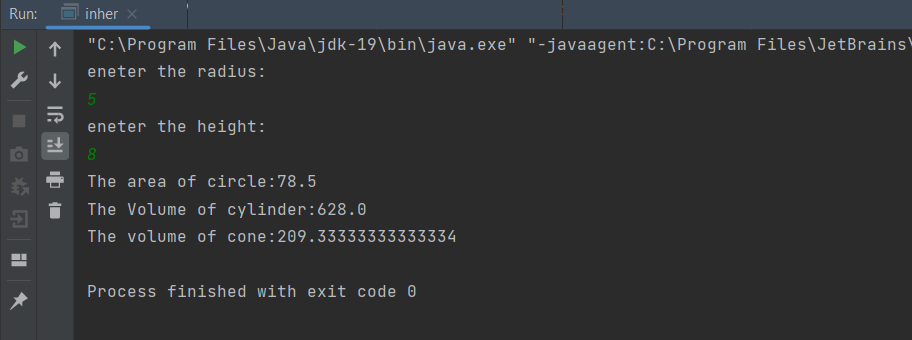 Run: inher
"C:\Program Files\Java\jdk-19\bin\java.exe" "-javaagent:C:\Program Files\JetBrains\
eneter the radius:
5
eneter the height:
8
The area of circle:78.5
The Volume of cylinder:628.0
The volume of cone:209.33333333333334
Process finished with exit code 0